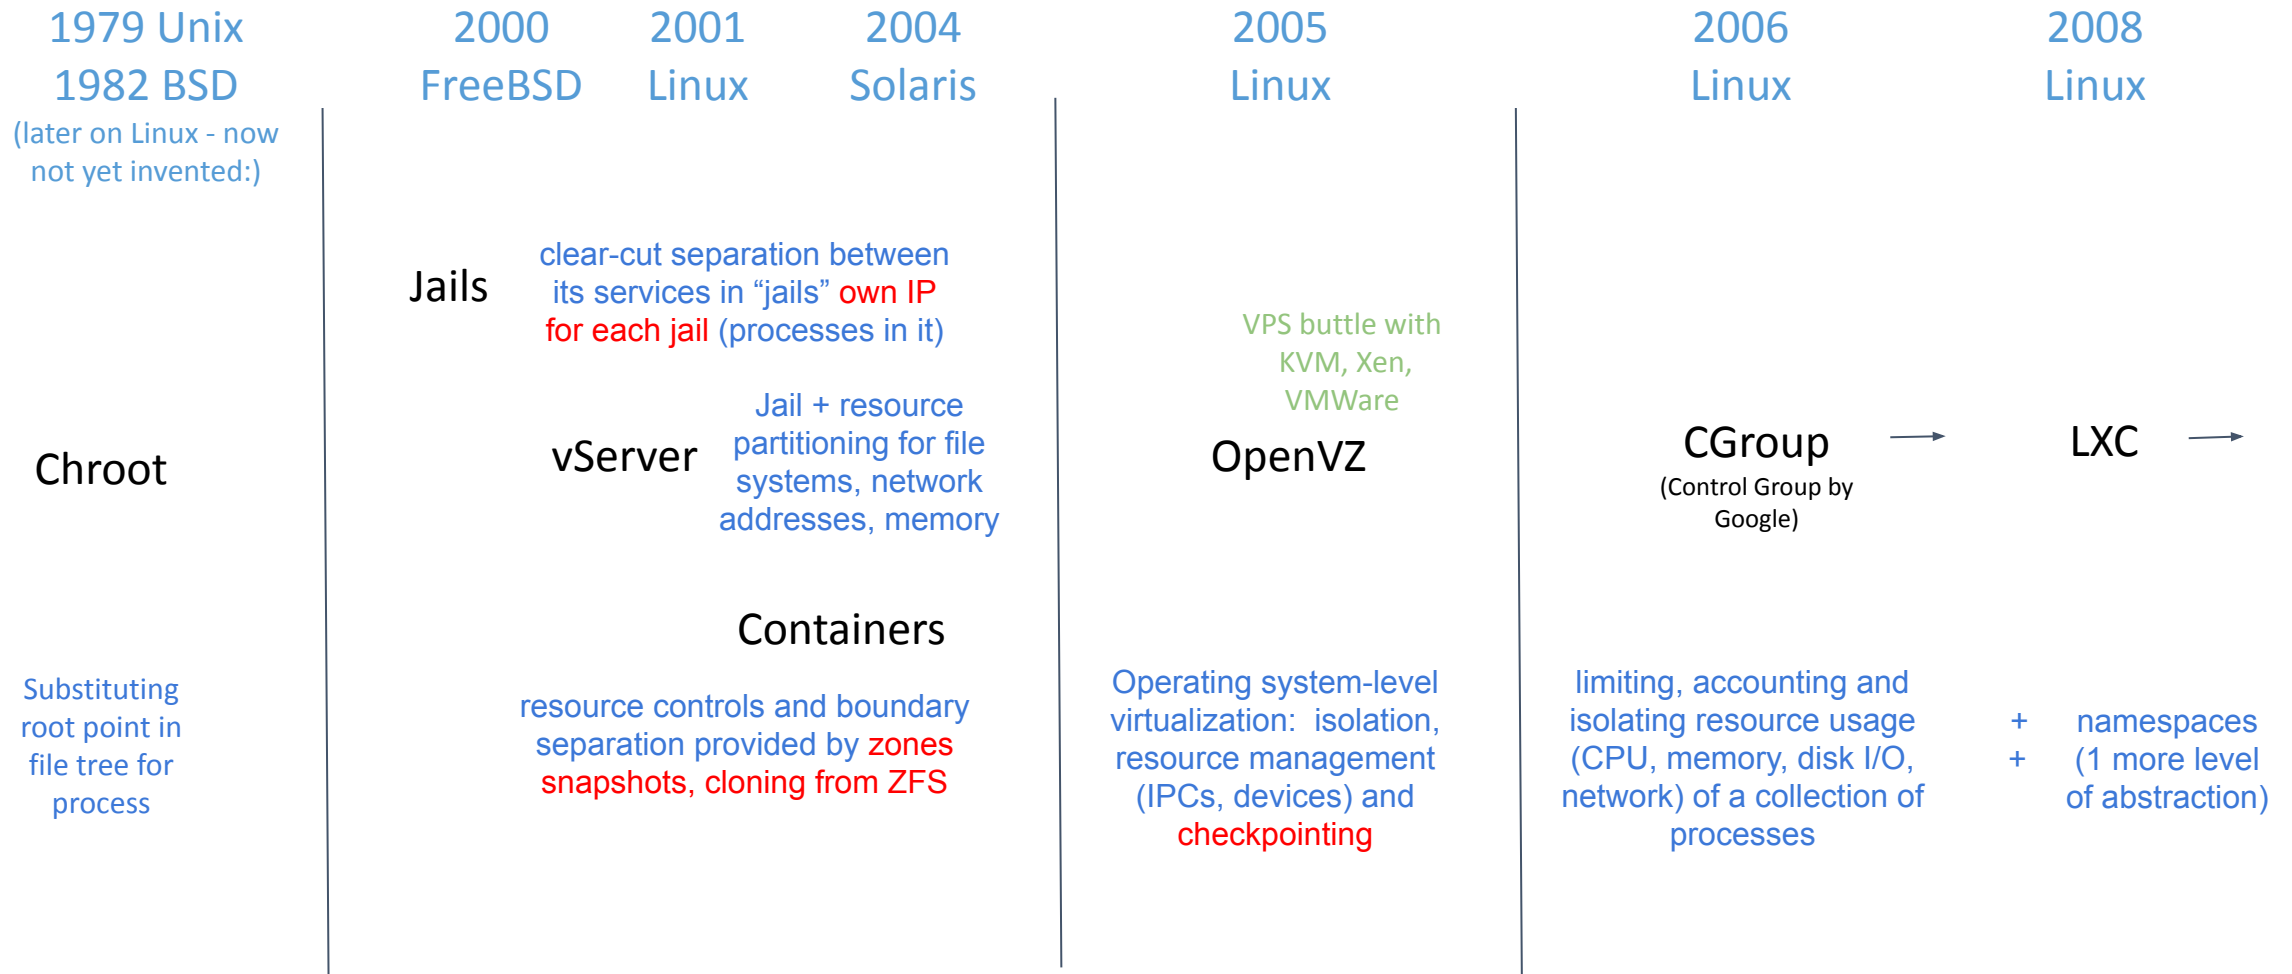 1979 Unix
1982 BSD
(later on Linux - now
not yet invented:)
2000
FreeBSD
2001
Linux
2004
Solaris
2005
Linux
2006
Linux
2008
Linux
Chroot
Substituting
root point in
file tree for
process
Jails
clear-cut separation between
its services in “jails” own IP
for each jail (processes in it)
vServer
Jail + resource
partitioning for file
systems, network
addresses, memory
Containers
resource controls and boundary
separation provided by zones
snapshots, cloning from ZFS
VPS buttle with
KVM, Xen,
VMWare
OpenVZ
Operating system-level
virtualization: isolation,
resource management
(IPCs, devices) and
checkpointing
CGroup
(Control Group by
Google)
limiting, accounting and
isolating resource usage
(CPU, memory, disk I/O,
network) of a collection of
processes
LXC
+ namespaces
+ (1 more level
of abstraction)